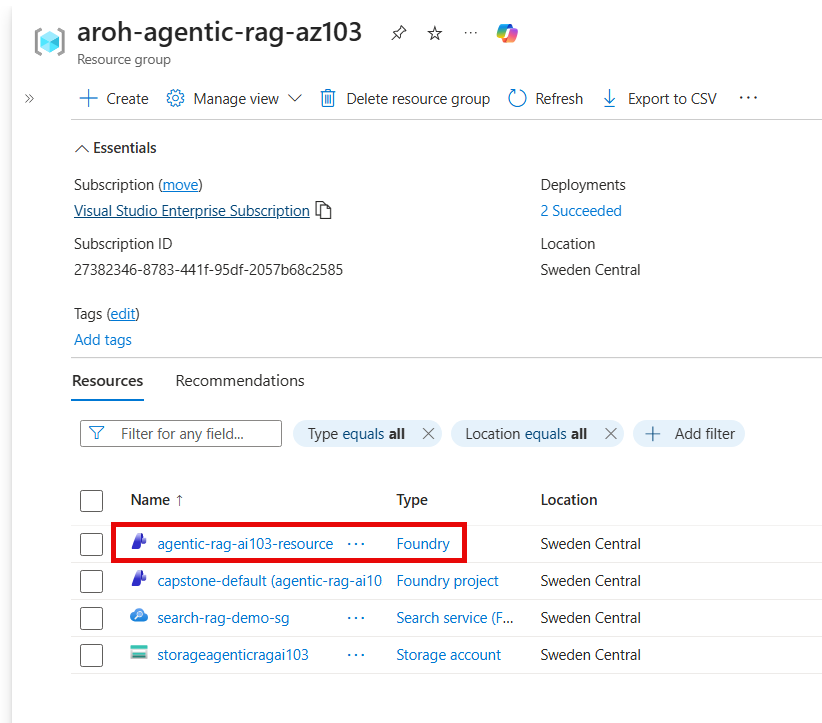 aroh-agentic-rag-az103
Resource group
Create Manage view Delete resource group Refresh Export to CSV
Essentials
Subscription (move) Deployments
Visual Studio Enterprise Subscription 2 Succeeded
Subscription ID Location
27382346-8783-441f-95df-2057b68c2585 Sweden Central
Tags (edit)
Add tags
Resources Recommendations
Filter for any field... Type equals all Location equals all Add filter
Name ↑ Type Location
agentic-rag-ai103-resource ... Foundry Sweden Central
capstone-default (agentic-rag-ai10 Foundry project Sweden Central
search-rag-demo-sg ... Search service (F... Sweden Central
storageagenticragai103 ... Storage account Sweden Central